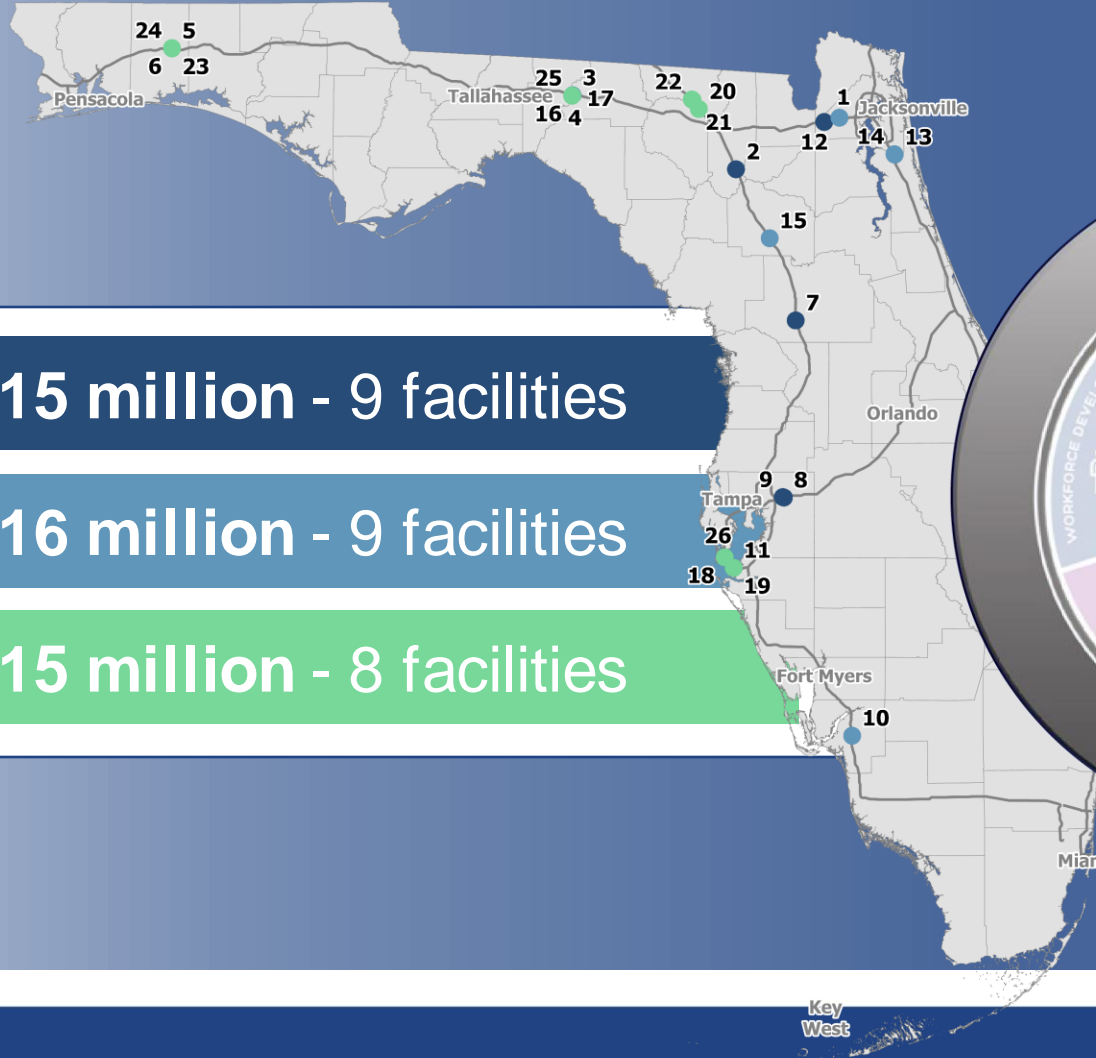 24 5
6 23
Pensacola
25 3
Tallahassee 17
16 4
22 20
21
1
Jacksonville
12 14 13
2
15
7
15 million - 9 facilities
Orlando
9 8
Tampa
16 million - 9 facilities
26
11
18 19
15 million - 8 facilities
Fort Myers
10
Key
West
WORKFORCE